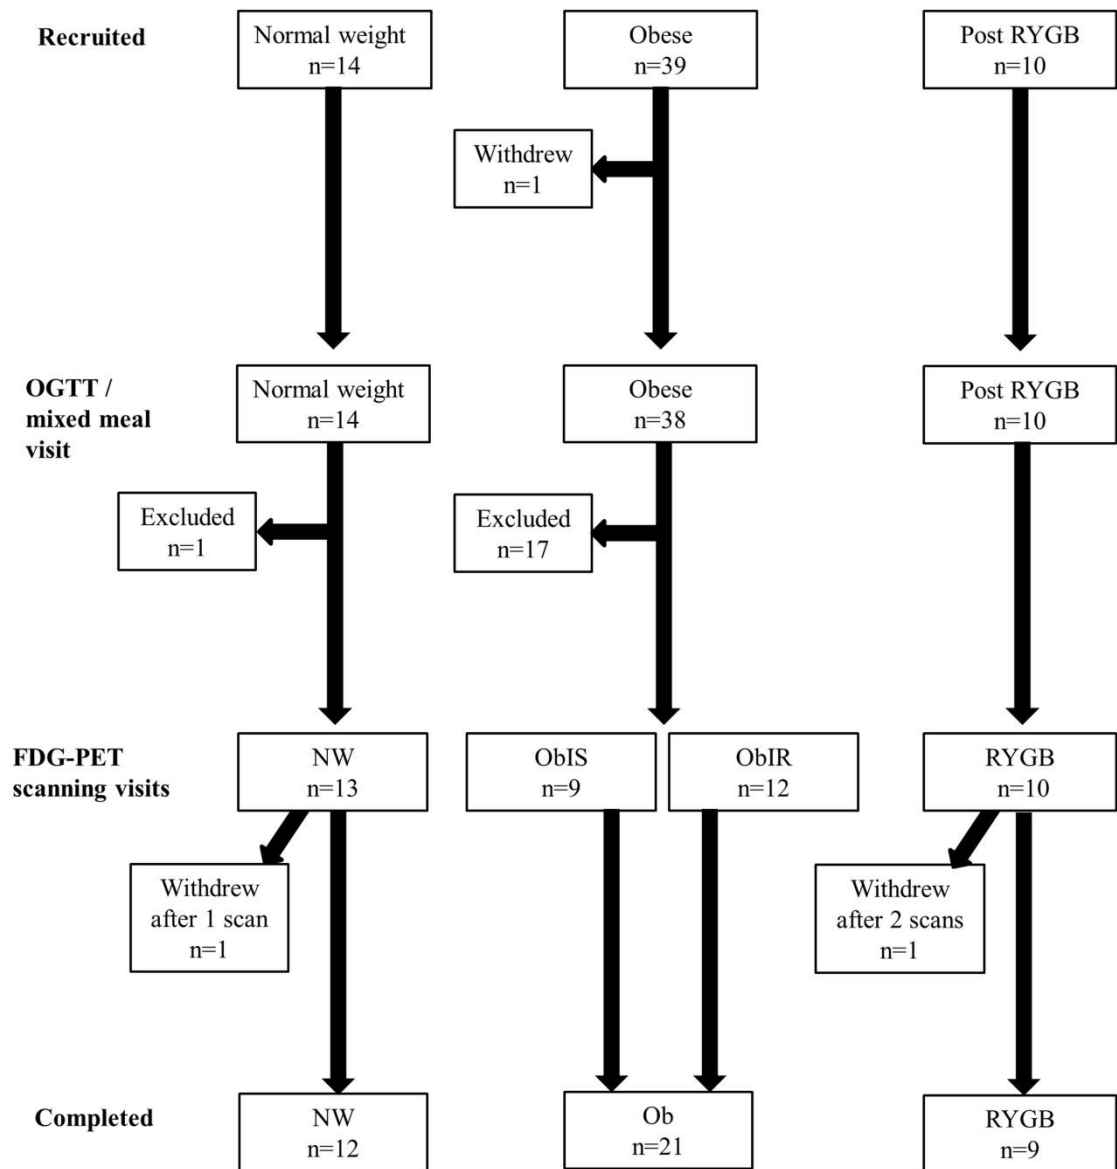 Recruited
Normal weight
n=14
Obese
n=39
Post RYGB
n=10
Withdrew
n=1
OGTT /
mixed meal
visit
Normal weight
n=14
Obese
n=38
Post RYGB
n=10
Excluded
n=1
Excluded
n=17
FDG-PET
scanning visits
NW
n=13
ObIS
n=9
ObIR
n=12
RYGB
n=10
Withdrew
after 1 scan
n=1
Withdrew
after 2 scans
n=1
Completed
NW
n=12
Ob
n=21
RYGB
n=9